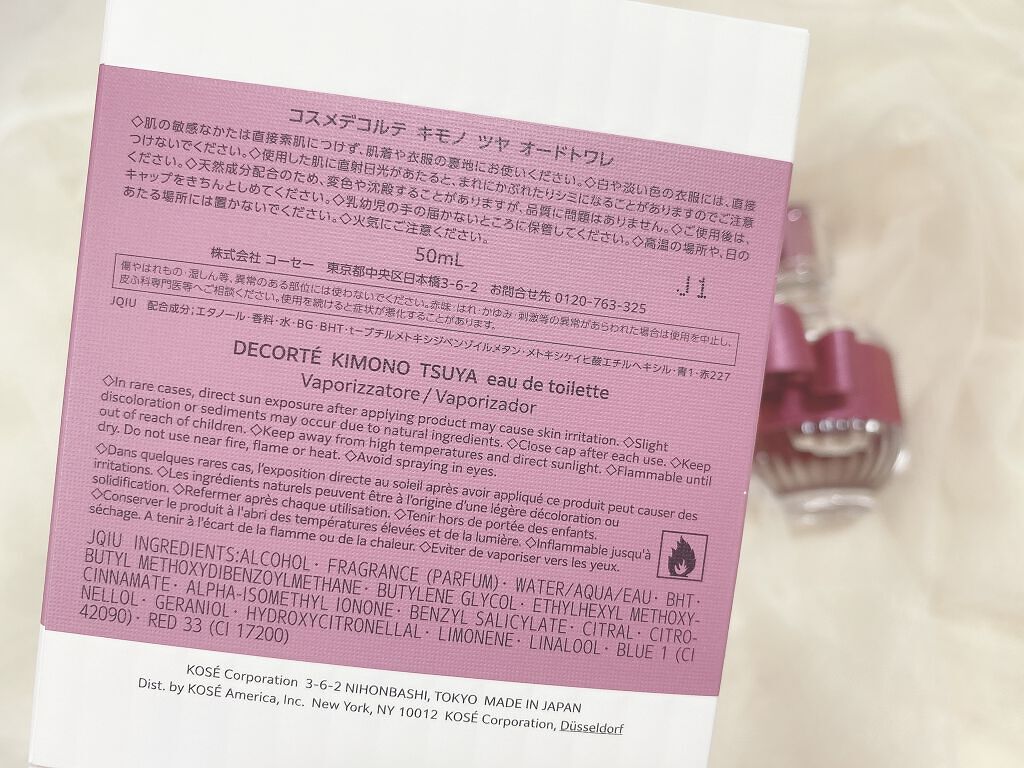 コスメデコルテ キモノ ツヤ オードトワレ
◇肌の敏感なかたは直接素肌につけず、肌着や衣服の裏地にお使いください。◇白や淡い色の衣服には、直接
つけないでください。◇使用した肌に直射日光があたると、まれにかぶれたりシミになることがありますのでご注意
ください。◇天然成分配合のため、変色や沈殿することがありますが、品質に問題はありません。◇ご使用後は、
キャップをきちんとしめてください。◇乳幼児の手の届かないところに保管してください。◇高温の場所や、日の
あたる場所には置かないでください。◇火気にご注意ください。
50mL
株式会社 コーセー 東京都中央区日本橋3-6-2 お問合せ先 0120-763-325
J1
傷やはれもの・湿しん等、異常のある部位には使わないでください。赤味・はれ・かゆみ・刺激等の異常があらわれた場合は使用を中止し、
皮ふ科専門医等へご相談ください。使用を続けると症状が悪化することがあります。
JQIU 配合成分;エタノール・香料・水・BG・BHT・t-ブチルメトキシジベンゾイルメタン・メトキシケイヒ酸エチルヘキシル・青1・赤227
DECORTÉ KIMONO TSUYA eau de toilette
Vaporizzatore / Vaporizador
◇In rare cases, direct sun exposure after applying product may cause skin irritation. ◇Slight
discoloration or sediments may occur due to natural ingredients. ◇Close cap after each use. ◇Keep
out of reach of children. ◇Keep away from high temperatures and direct sunlight. ◇Flammable until
dry. Do not use near fire, flame or heat. ◇Avoid spraying in eyes.
◇Dans quelques rares cas, l'exposition directe au soleil après avoir appliqué ce produit peut causer des
irritations. ◇Les ingrédients naturels peuvent être à l'origine d'une légère décoloration ou
solidification. ◇Refermer après chaque utilisation. ◇Tenir hors de portée des enfants.
◇Conserver le produit à l'abri des températures élevées et de la lumière. ◇Inflammable jusqu'à
séchage. A tenir à l'écart de la flamme ou de la chaleur. ◇Eviter de vaporiser vers les yeux.
JQIU INGREDIENTS:ALCOHOL · FRAGRANCE (PARFUM) · WATER/AQUA/EAU · BHT ·
BUTYL METHOXYDIBENZOYLMETHANE · BUTYLENE GLYCOL · ETHYLHEXYL METHOXY-
CINNAMATE · ALPHA-ISOMETHYL IONONE · BENZYL SALICYLATE · CITRAL · CITRO-
NELLOL · GERANIOL · HYDROXYCITRONELLAL · LIMONENE · LINALOOL · BLUE 1 (CI
42090) · RED 33 (CI 17200)
KOSÉ Corporation 3-6-2 NIHONBASHI, TOKYO MADE IN JAPAN
Dist. by KOSÉ America, Inc. New York, NY 10012 KOSÉ Corporation, Düsseldorf